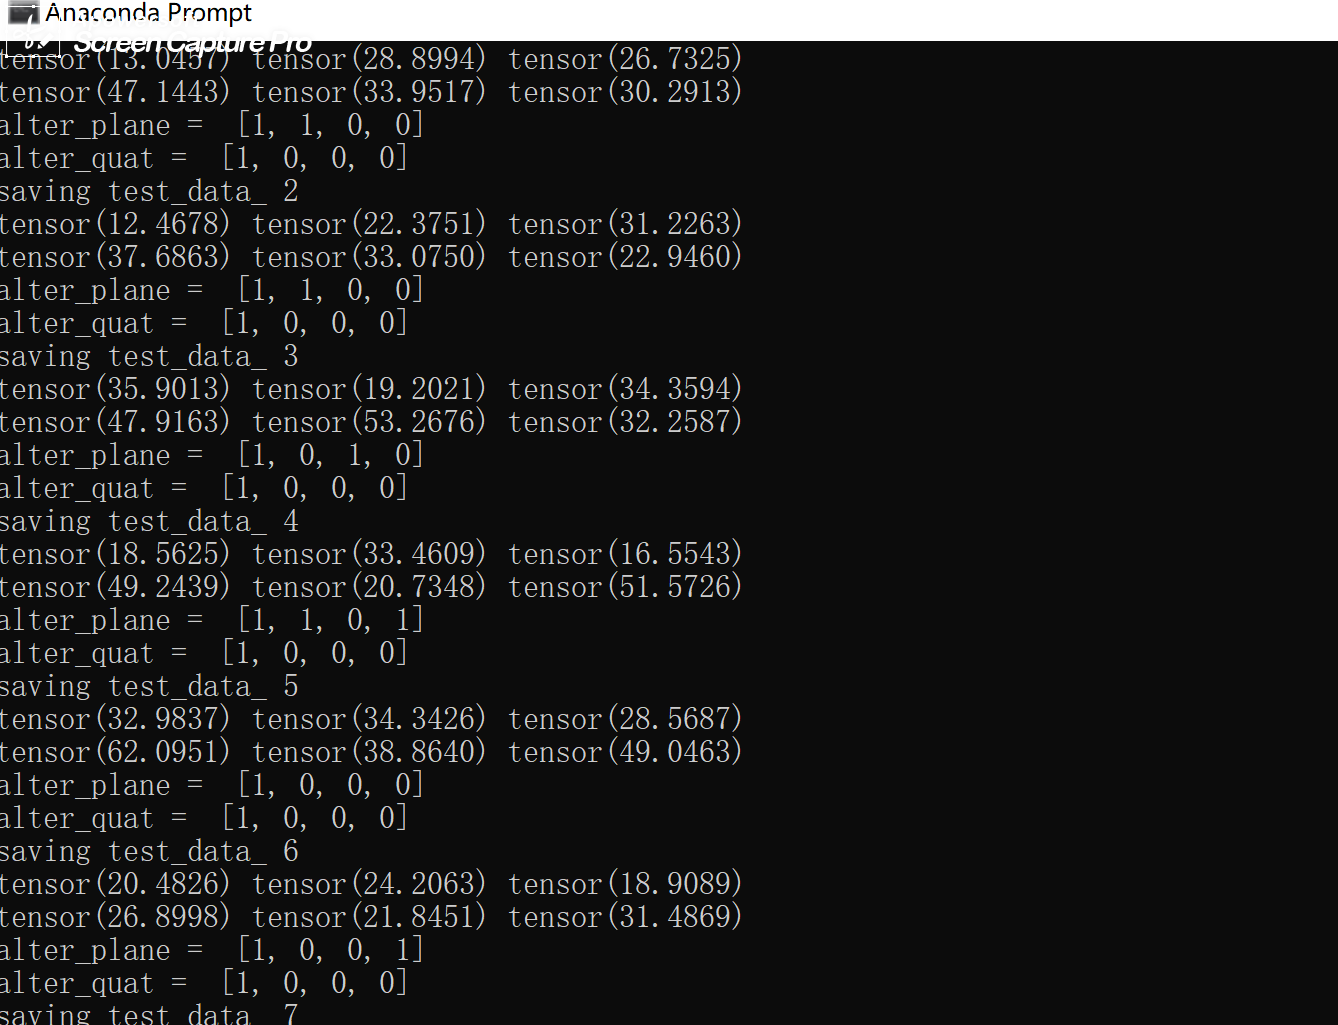 Anaconda Prompt
Screen Capture Pro
tensor(13.0457) tensor(28.8994) tensor(26.7325)
tensor(47.1443) tensor(33.9517) tensor(30.2913)
alter_plane =  [1, 1, 0, 0]
alter_quat =  [1, 0, 0, 0]
saving test_data_ 2
tensor(12.4678) tensor(22.3751) tensor(31.2263)
tensor(37.6863) tensor(33.0750) tensor(22.9460)
alter_plane =  [1, 1, 0, 0]
alter_quat =  [1, 0, 0, 0]
saving test_data_ 3
tensor(35.9013) tensor(19.2021) tensor(34.3594)
tensor(47.9163) tensor(53.2676) tensor(32.2587)
alter_plane =  [1, 0, 1, 0]
alter_quat =  [1, 0, 0, 0]
saving test_data_ 4
tensor(18.5625) tensor(33.4609) tensor(16.5543)
tensor(49.2439) tensor(20.7348) tensor(51.5726)
alter_plane =  [1, 1, 0, 1]
alter_quat =  [1, 0, 0, 0]
saving test_data_ 5
tensor(32.9837) tensor(34.3426) tensor(28.5687)
tensor(62.0951) tensor(38.8640) tensor(49.0463)
alter_plane =  [1, 0, 0, 0]
alter_quat =  [1, 0, 0, 0]
saving test_data_ 6
tensor(20.4826) tensor(24.2063) tensor(18.9089)
tensor(26.8998) tensor(21.8451) tensor(31.4869)
alter_plane =  [1, 0, 0, 1]
alter_quat =  [1, 0, 0, 0]
saving test_data_ 7